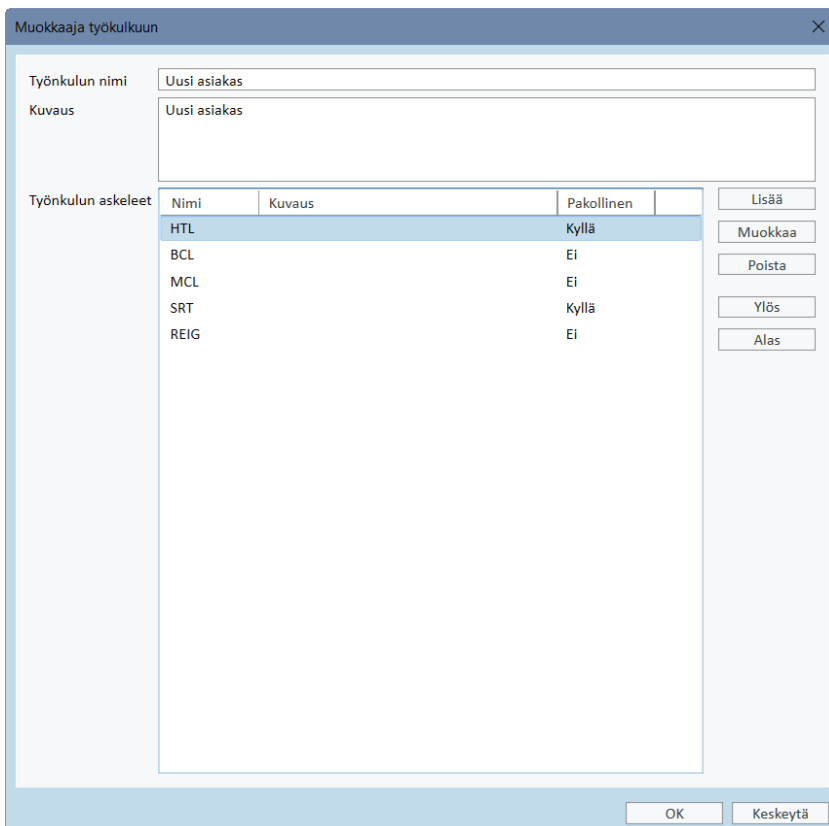 Muokkaaja työkulkuun
Työnkulun nimi Uusi asiakas
Kuvaus Uusi asiakas
Työnkulun askeleet Nimi Kuvaus Pakollinen Lisää
HTL Kyllä Muokkaa
BCL Ei Poista
MCL Ei
SRT Kyllä Ylös
REIG Ei Alas
OK Keskeytä